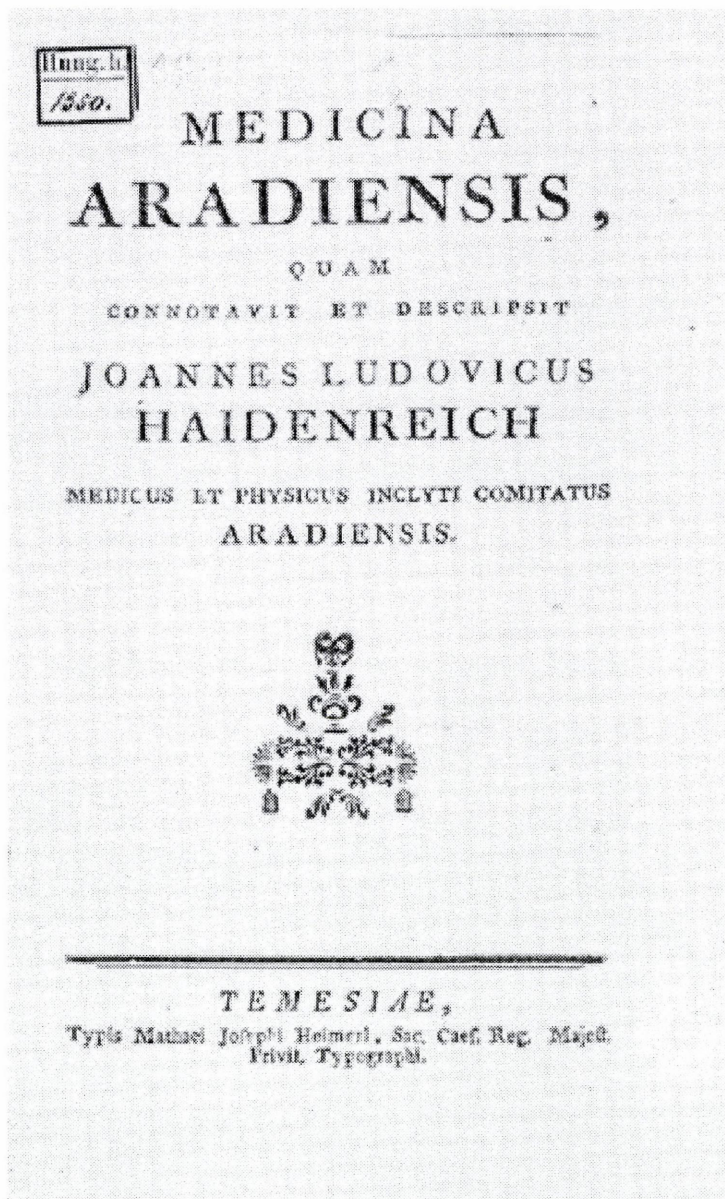 Hung. h.
1350.
MEDICINA
ARADIENSIS,
QUAM
CONNOTAVIT ET DESCRIPSIT
JOANNES LUDOVICUS
HAIDENREICH
MEDICUS ET PHYSICUS INCLYTI COMITATUS
ARADIENSIS.
TEMESIAE,
Typis Mathaei Josephi Heimerl, Sac. Caes. Reg. Majest.
Privil. Typographi.